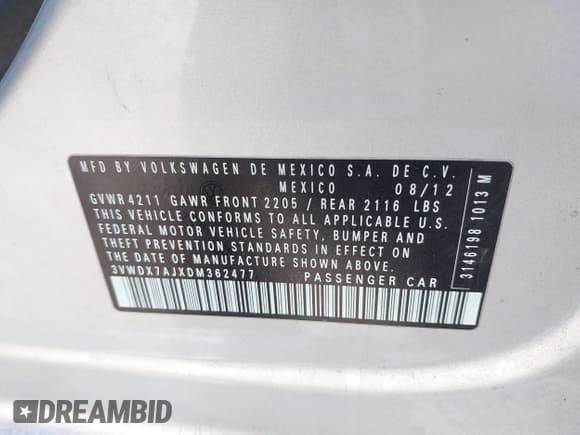 MFD BY VOLKSWAGEN DE MEXICO S.A. DE C.V.
MEXICO 08/12
GVWR 4211 GAWR FRONT 2205 / REAR 2116 LBS
THIS VEHICLE CONFORMS TO ALL APPLICABLE U.S.
FEDERAL MOTOR VEHICLE SAFETY, BUMPER AND
THEFT PREVENTION STANDARDS IN EFFECT ON
THE DATE OF MANUFACTURE SHOWN ABOVE.
3VWDX7AJXDM362477 PASSENGER CAR
3146198 1013 M
DREAMBID